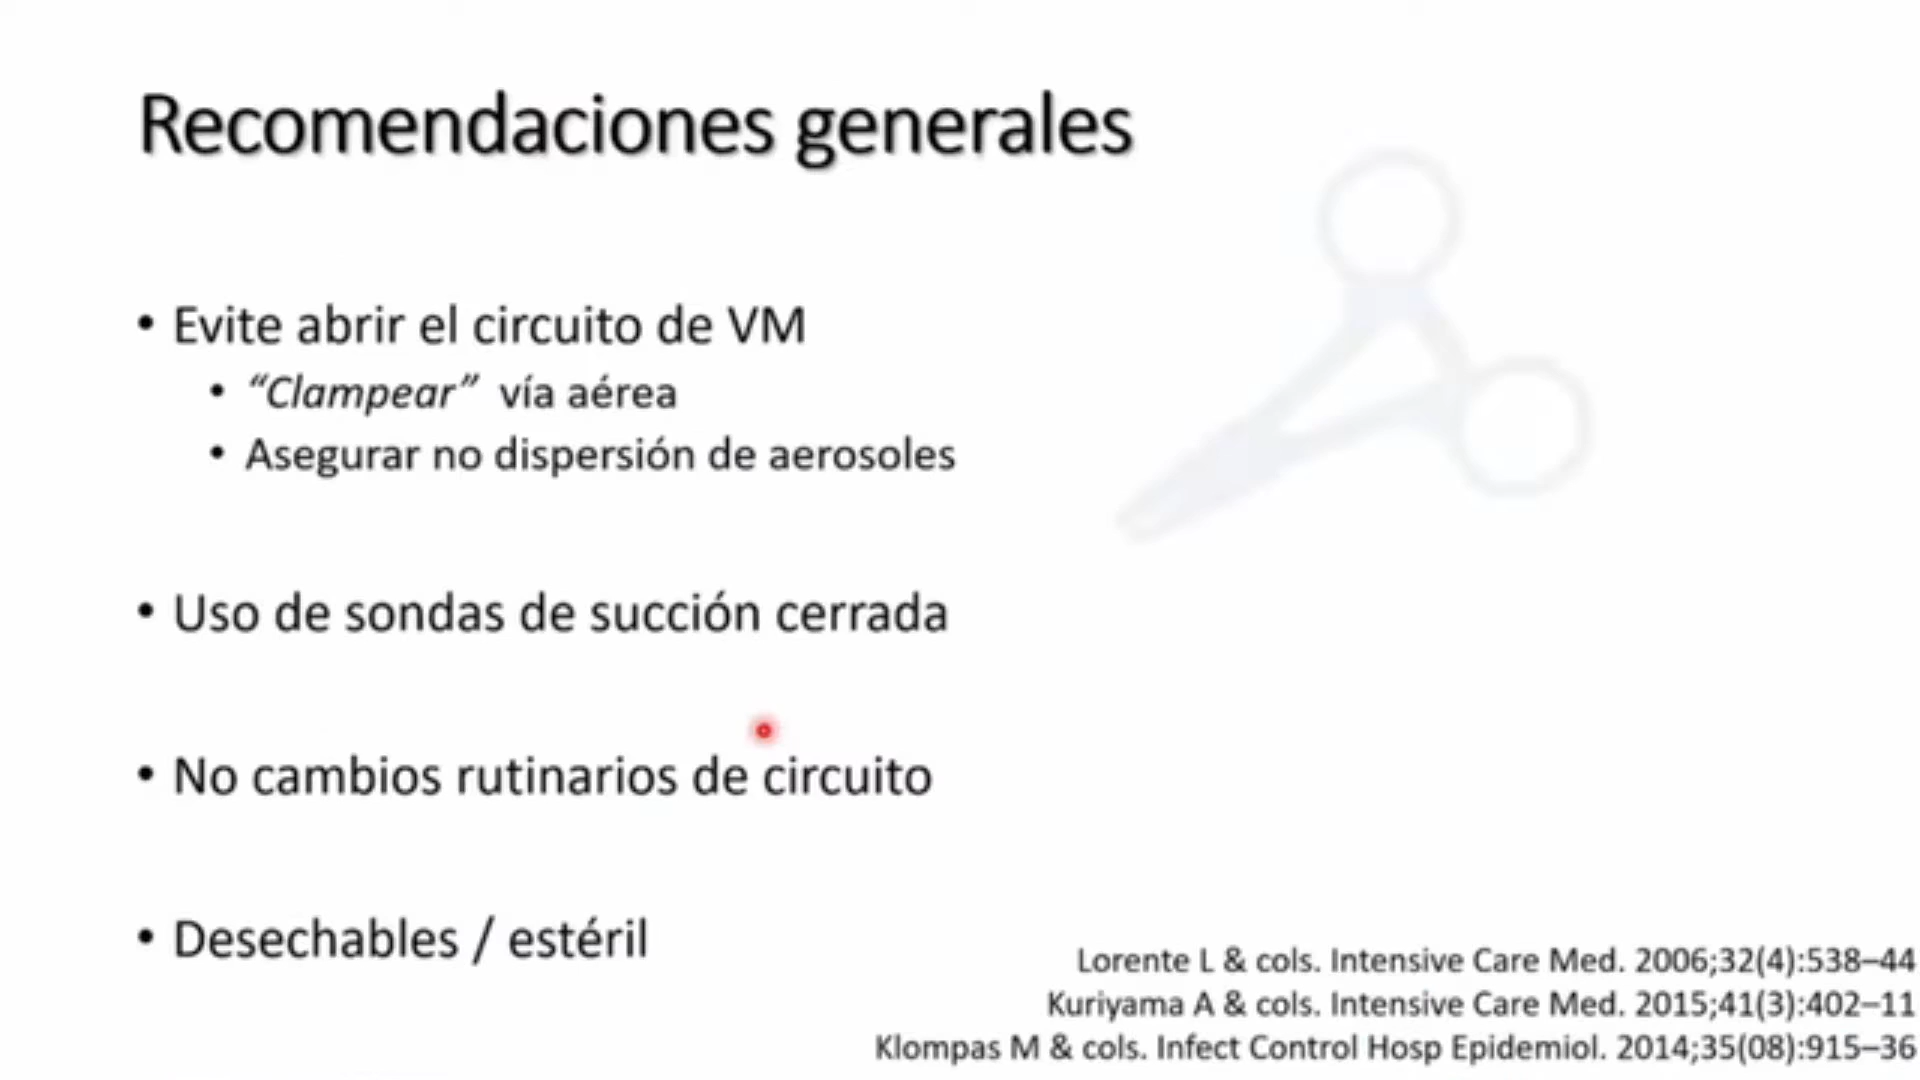 Recomendaciones generales
• Evite abrir el circuito de VM
• “Clampear” vía aérea
• Asegurar no dispersión de aerosoles
• Uso de sondas de succión cerrada
• No cambios rutinarios de circuito
• Desechables / estéril
Lorente L & cols. Intensive Care Med. 2006;32(4):538–44
Kuriyama A & cols. Intensive Care Med. 2015;41(3):402–11
Klompas M & cols. Infect Control Hosp Epidemiol. 2014;35(08):915–36